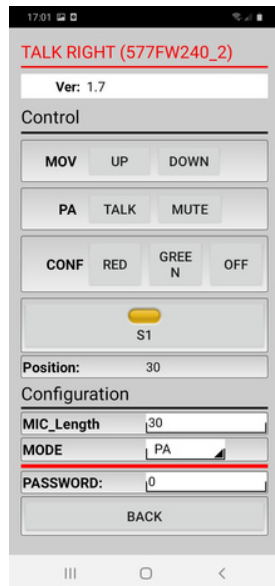 17:01
TALK RIGHT (577FW240_2)
Ver: 1.7
Control
MOV UP DOWN
PA TALK MUTE
CONF RED GREE
N OFF
S1
Position: 30
Configuration
MIC_Length 30
MODE PA
PASSWORD: 0
BACK